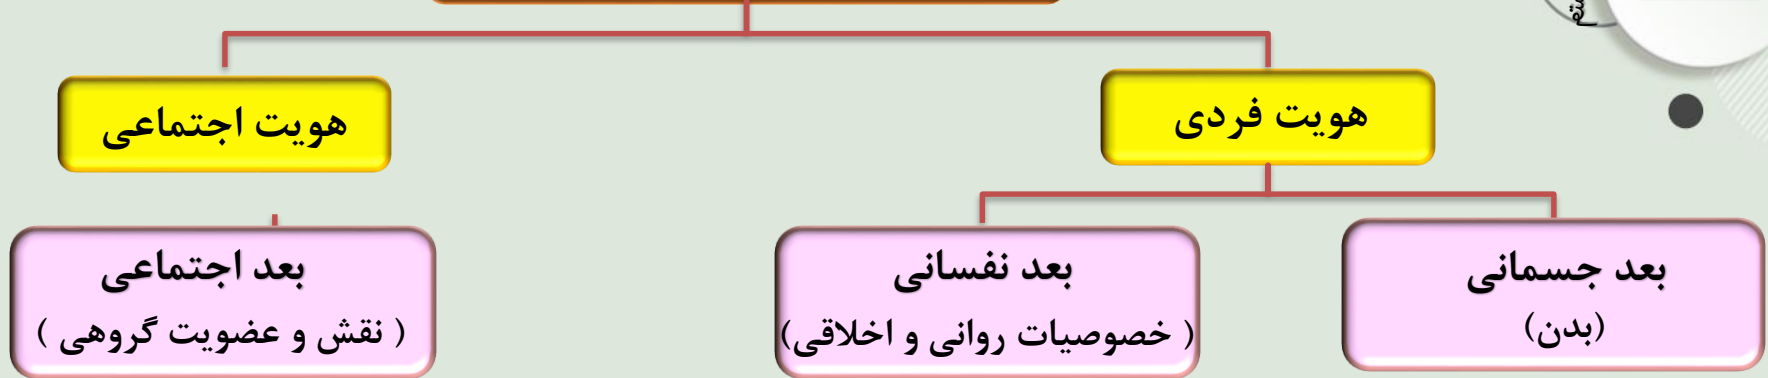 هویت فردی
هویت اجتماعی
بعد جسمانی
(بدن)
بعد نفسانی
( خصوصیات روانی و اخلاقی)
بعد اجتماعی
( نقش و عضویت گروهی )